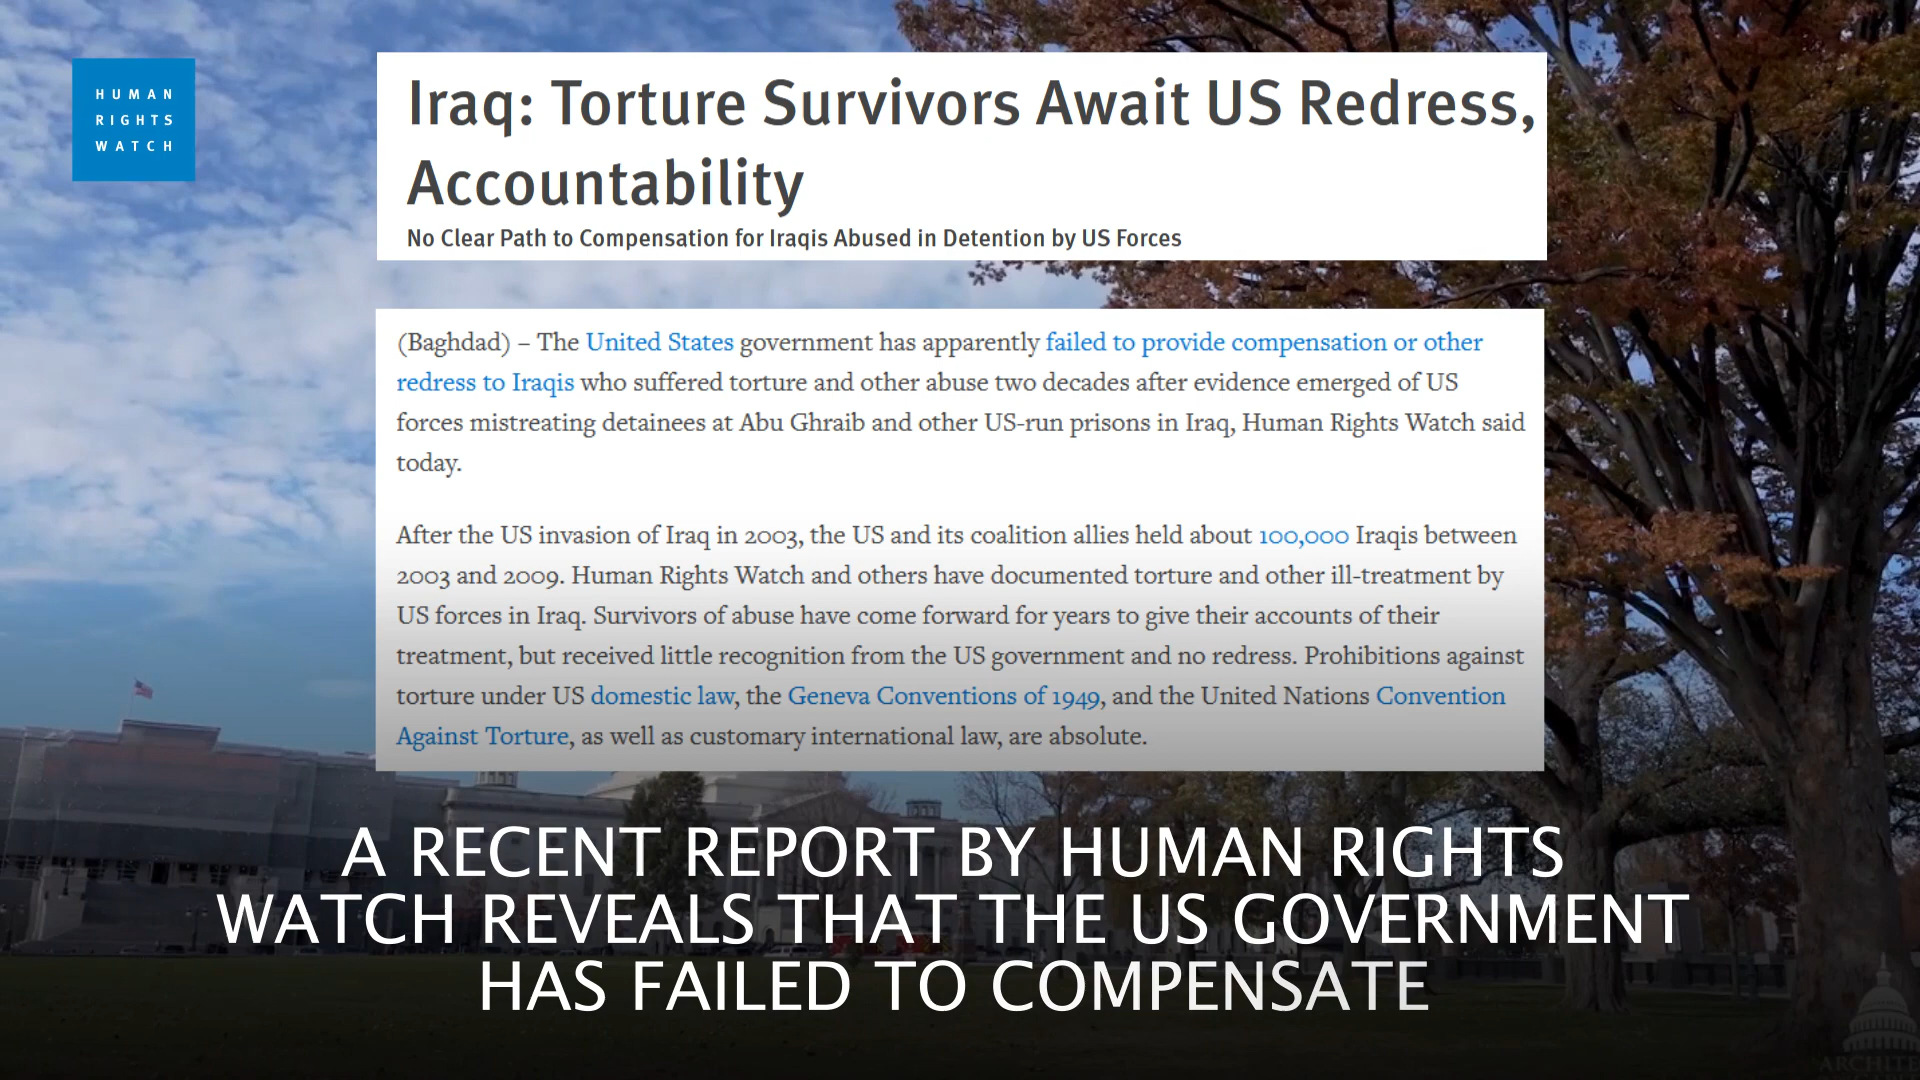 HUMAN
RIGHTS
WATCH
Iraq: Torture Survivors Await US Redress,
Accountability
No Clear Path to Compensation for Iraqis Abused in Detention by US Forces
(Baghdad) – The United States government has apparently failed to provide compensation or other
redress to Iraqis who suffered torture and other abuse two decades after evidence emerged of US
forces mistreating detainees at Abu Ghraib and other US-run prisons in Iraq, Human Rights Watch said
today.
After the US invasion of Iraq in 2003, the US and its coalition allies held about 100,000 Iraqis between
2003 and 2009. Human Rights Watch and others have documented torture and other ill-treatment by
US forces in Iraq. Survivors of abuse have come forward for years to give their accounts of their
treatment, but received little recognition from the US government and no redress. Prohibitions against
torture under US domestic law, the Geneva Conventions of 1949, and the United Nations Convention
Against Torture, as well as customary international law, are absolute.
A RECENT REPORT BY HUMAN RIGHTS
WATCH REVEALS THAT THE US GOVERNMENT
HAS FAILED TO COMPENSATE